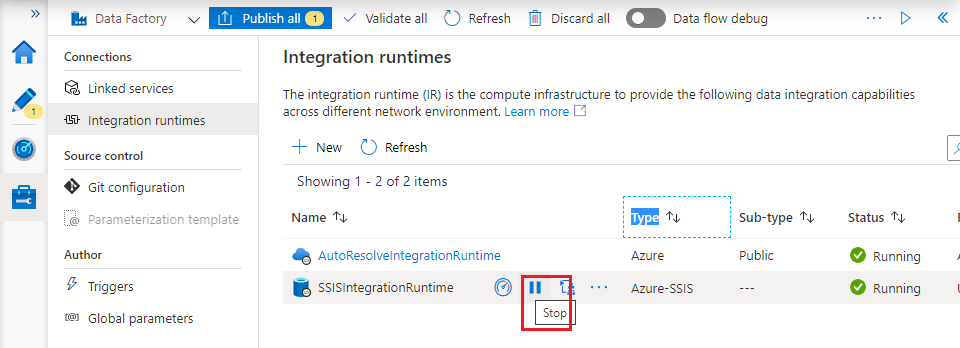 Data Factory
Publish all 1
Validate all
Refresh
Discard all
Data flow debug
1
Connections
Linked services
Integration runtimes
Source control
Git configuration
Parameterization template
Author
Triggers
Global parameters
Integration runtimes
The integration runtime (IR) is the compute infrastructure to provide the following data integration capabilities
across different network environment. Learn more
New
Refresh
Showing 1 - 2 of 2 items
Name Type Sub-type Status
AutoResolveIntegrationRuntime Azure Public Running
SSISIntegrationRuntime Azure-SSIS --- Running
Stop